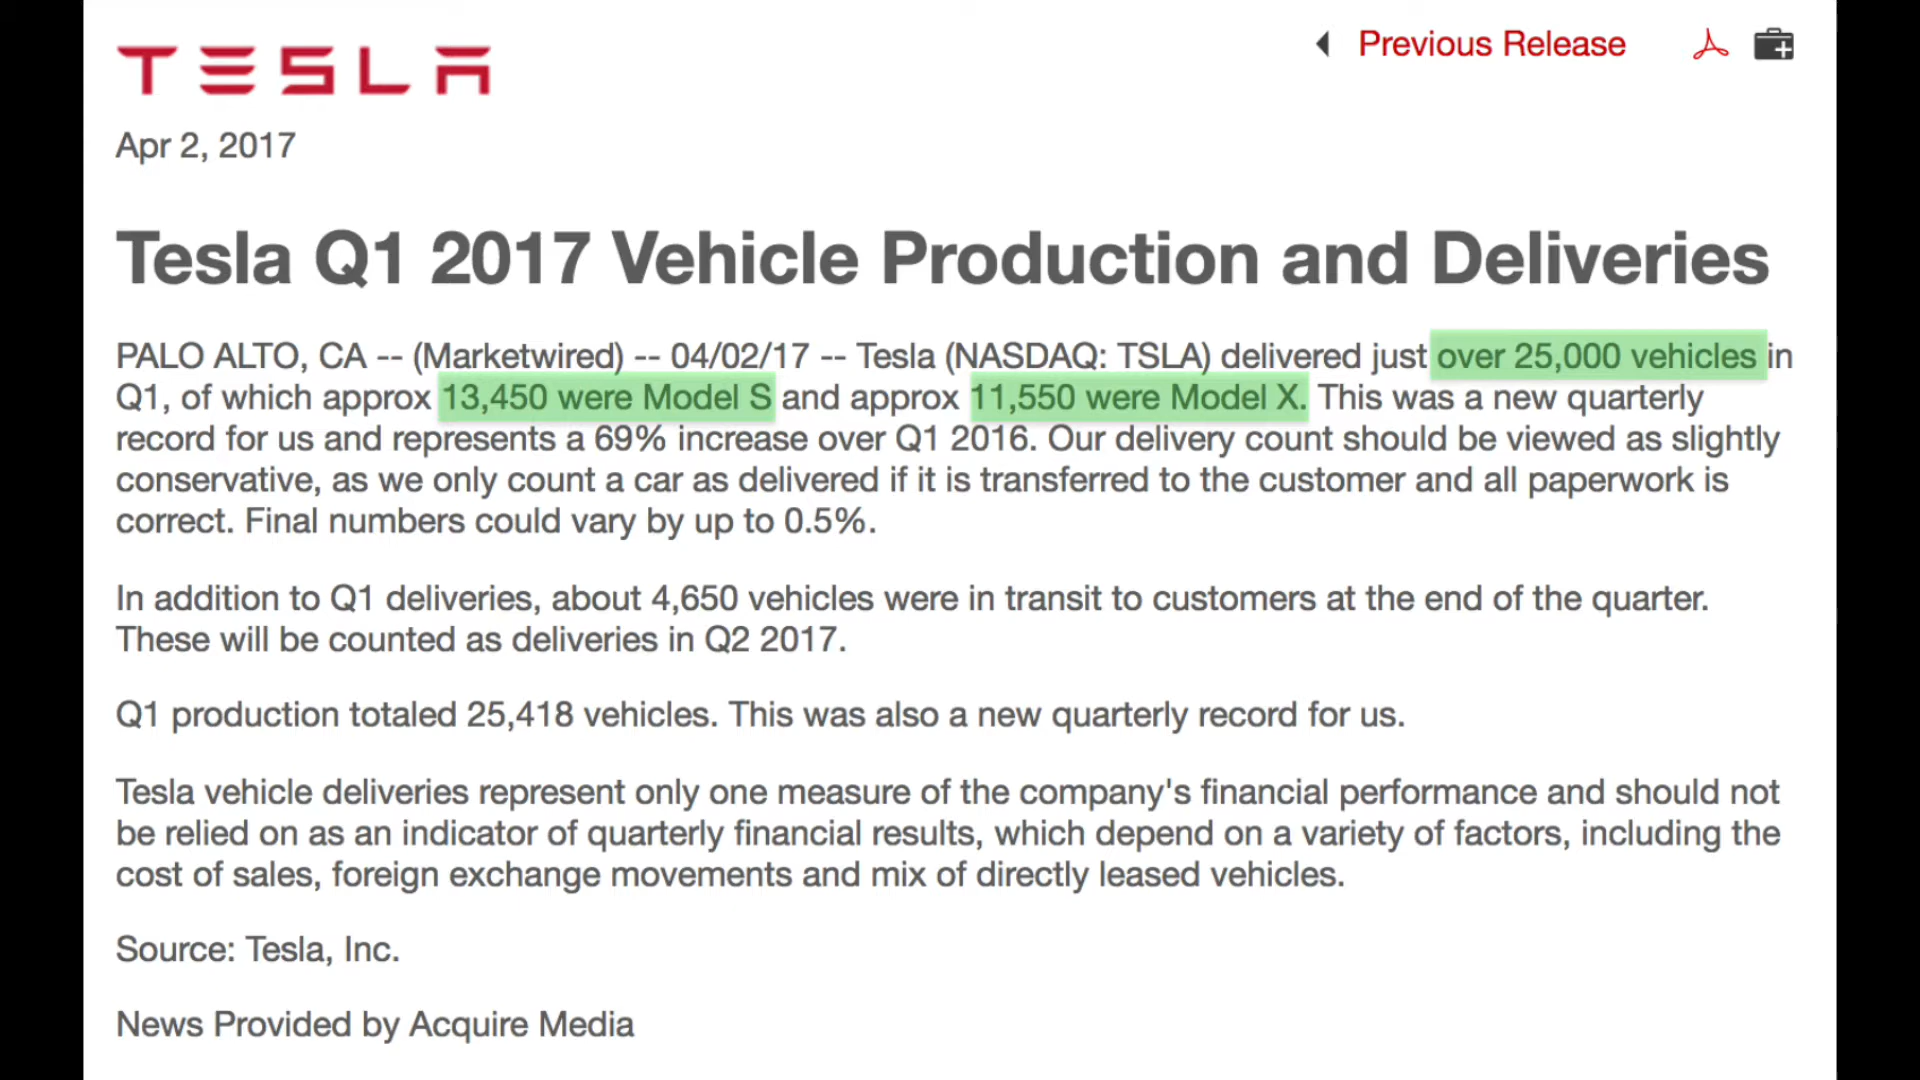 TESLA
Previous Release
Apr 2, 2017
Tesla Q1 2017 Vehicle Production and Deliveries
PALO ALTO, CA -- (Marketwired) -- 04/02/17 -- Tesla (NASDAQ: TSLA) delivered just over 25,000 vehicles in
Q1, of which approx 13,450 were Model S and approx 11,550 were Model X. This was a new quarterly
record for us and represents a 69% increase over Q1 2016. Our delivery count should be viewed as slightly
conservative, as we only count a car as delivered if it is transferred to the customer and all paperwork is
correct. Final numbers could vary by up to 0.5%.
In addition to Q1 deliveries, about 4,650 vehicles were in transit to customers at the end of the quarter.
These will be counted as deliveries in Q2 2017.
Q1 production totaled 25,418 vehicles. This was also a new quarterly record for us.
Tesla vehicle deliveries represent only one measure of the company's financial performance and should not
be relied on as an indicator of quarterly financial results, which depend on a variety of factors, including the
cost of sales, foreign exchange movements and mix of directly leased vehicles.
Source: Tesla, Inc.
News Provided by Acquire Media